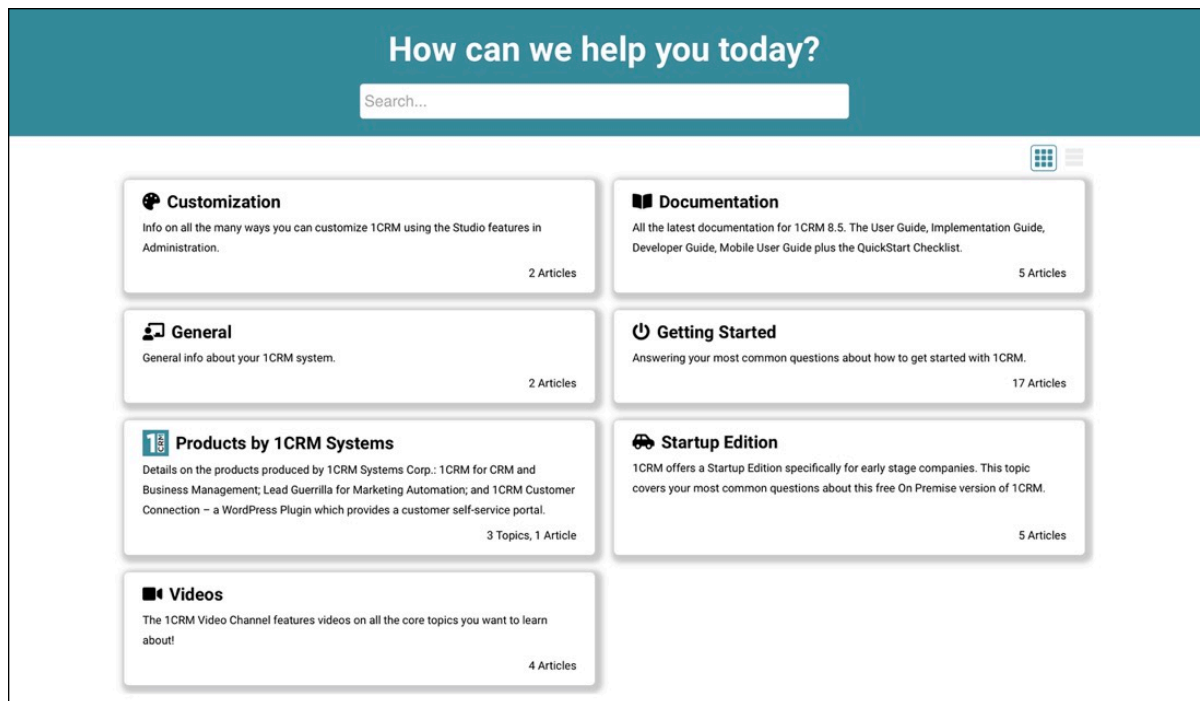 How can we help you today?
Search...
Customization
Info on all the many ways you can customize 1CRM using the Studio features in
Administration.
2 Articles
Documentation
All the latest documentation for 1CRM 8.5. The User Guide, Implementation Guide,
Developer Guide, Mobile User Guide plus the QuickStart Checklist.
5 Articles
General
General info about your 1CRM system.
2 Articles
Getting Started
Answering your most common questions about how to get started with 1CRM.
17 Articles
1CRM
Products by 1CRM Systems
Details on the products produced by 1CRM Systems Corp.: 1CRM for CRM and
Business Management; Lead Guerrilla for Marketing Automation; and 1CRM Customer
Connection – a WordPress Plugin which provides a customer self-service portal.
3 Topics, 1 Article
Startup Edition
1CRM offers a Startup Edition specifically for early stage companies. This topic
covers your most common questions about this free On Premise version of 1CRM.
5 Articles
Videos
The 1CRM Video Channel features videos on all the core topics you want to learn
about!
4 Articles